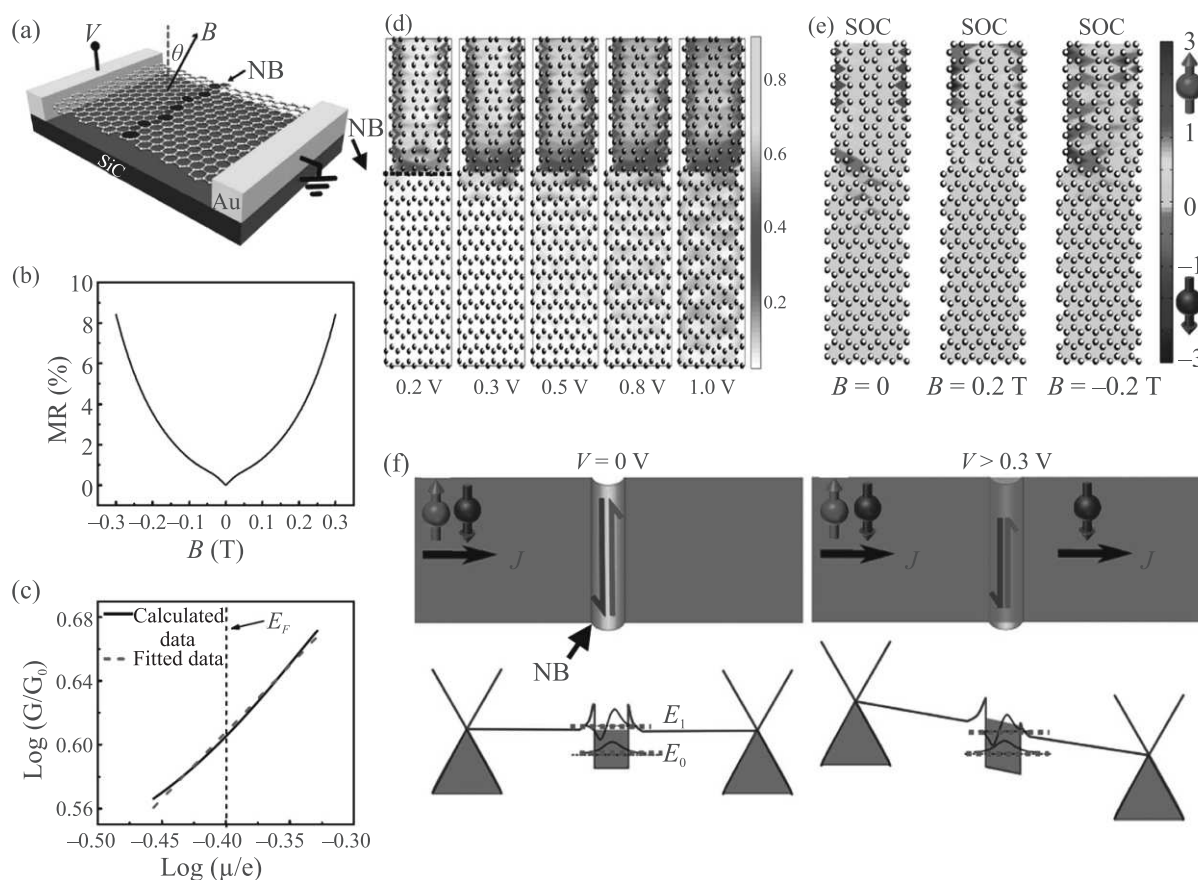 (a)
V
B
θ
NB
NB
SiC
Au
(b)
10
8
6
4
2
0
MR (%)
–0.3
–0.2
–0.1
0
0.1
0.2
0.3
B (T)
(c)
Calculated
data
Fitted data
E_F
0.68
0.64
0.60
0.56
Log (G/G₀)
–0.50
–0.45
–0.40
–0.35
–0.30
Log (μ/e)
(d)
0.8
0.6
0.4
0.2
0.2 V
0.3 V
0.5 V
0.8 V
1.0 V
(e)
SOC
SOC
SOC
3
1
0
–1
–3
B = 0
B = 0.2 T
B = –0.2 T
(f)
V = 0 V
V > 0.3 V
J
J
J
NB
E₁
E₀